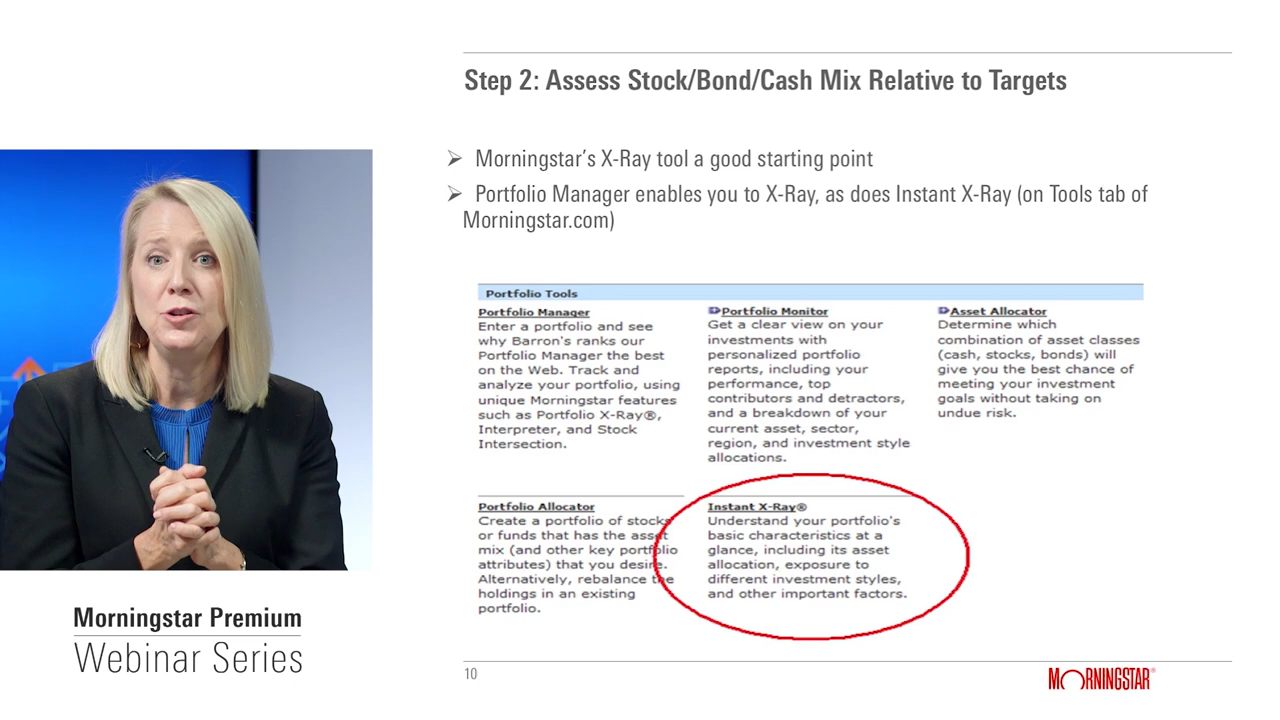 Step 2: Assess Stock/Bond/Cash Mix Relative to Targets
➢ Morningstar’s X-Ray tool a good starting point
➢ Portfolio Manager enables you to X-Ray, as does Instant X-Ray (on Tools tab of
Morningstar.com)
Portfolio Tools
Portfolio Manager
Enter a portfolio and see
why Barron's ranks our
Portfolio Manager the best
on the Web. Track and
analyze your portfolio, using
unique Morningstar features
such as Portfolio X-Ray®,
Interpreter, and Stock
Intersection.
Portfolio Monitor
Get a clear view on your
investments with
personalized portfolio
reports, including your
performance, top
contributors and detractors,
and a breakdown of your
current asset, sector,
region, and investment style
allocations.
Asset Allocator
Determine which
combination of asset classes
(cash, stocks, bonds) will
give you the best chance of
meeting your investment
goals without taking on
undue risk.
Portfolio Allocator
Create a portfolio of stocks
or funds that has the asset
mix (and other key portfolio
attributes) that you desire.
Alternatively, rebalance the
holdings in an existing
portfolio.
Instant X-Ray®
Understand your portfolio's
basic characteristics at a
glance, including its asset
allocation, exposure to
different investment styles,
and other important factors.
Morningstar Premium
Webinar Series
10
MORNINGSTAR®